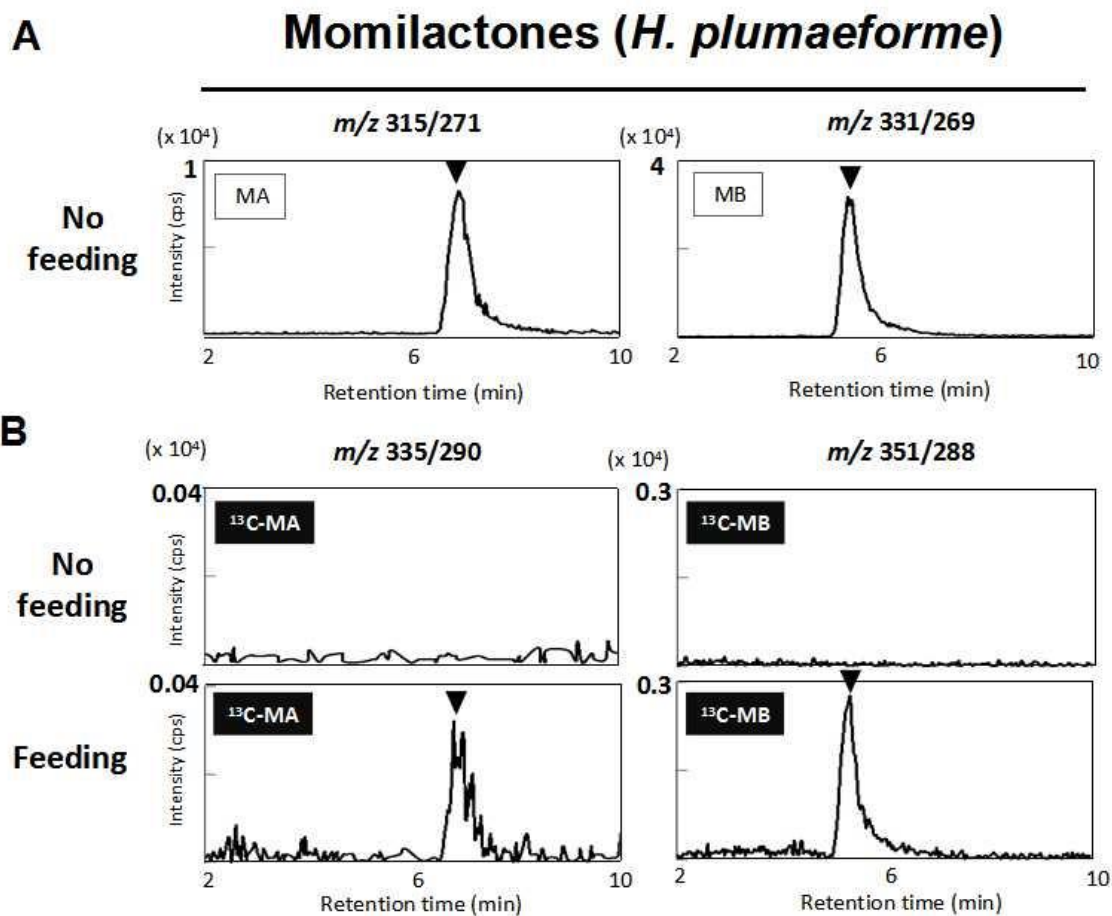 A
Momilactones (H. plumaeforme)
(x 10⁴)
m/z 315/271
(x 10⁴)
m/z 331/269
No
feeding
1
Intensity (cps)
MA
2 6 10
Retention time (min)
4
MB
2 6 10
Retention time (min)
B
(x 10⁴)
m/z 335/290
(x 10⁴)
m/z 351/288
No
feeding
0.04
Intensity (cps)
¹³C-MA
0.3
¹³C-MB
Feeding
0.04
Intensity (cps)
¹³C-MA
2 6 10
Retention time (min)
0.3
¹³C-MB
2 6 10
Retention time (min)